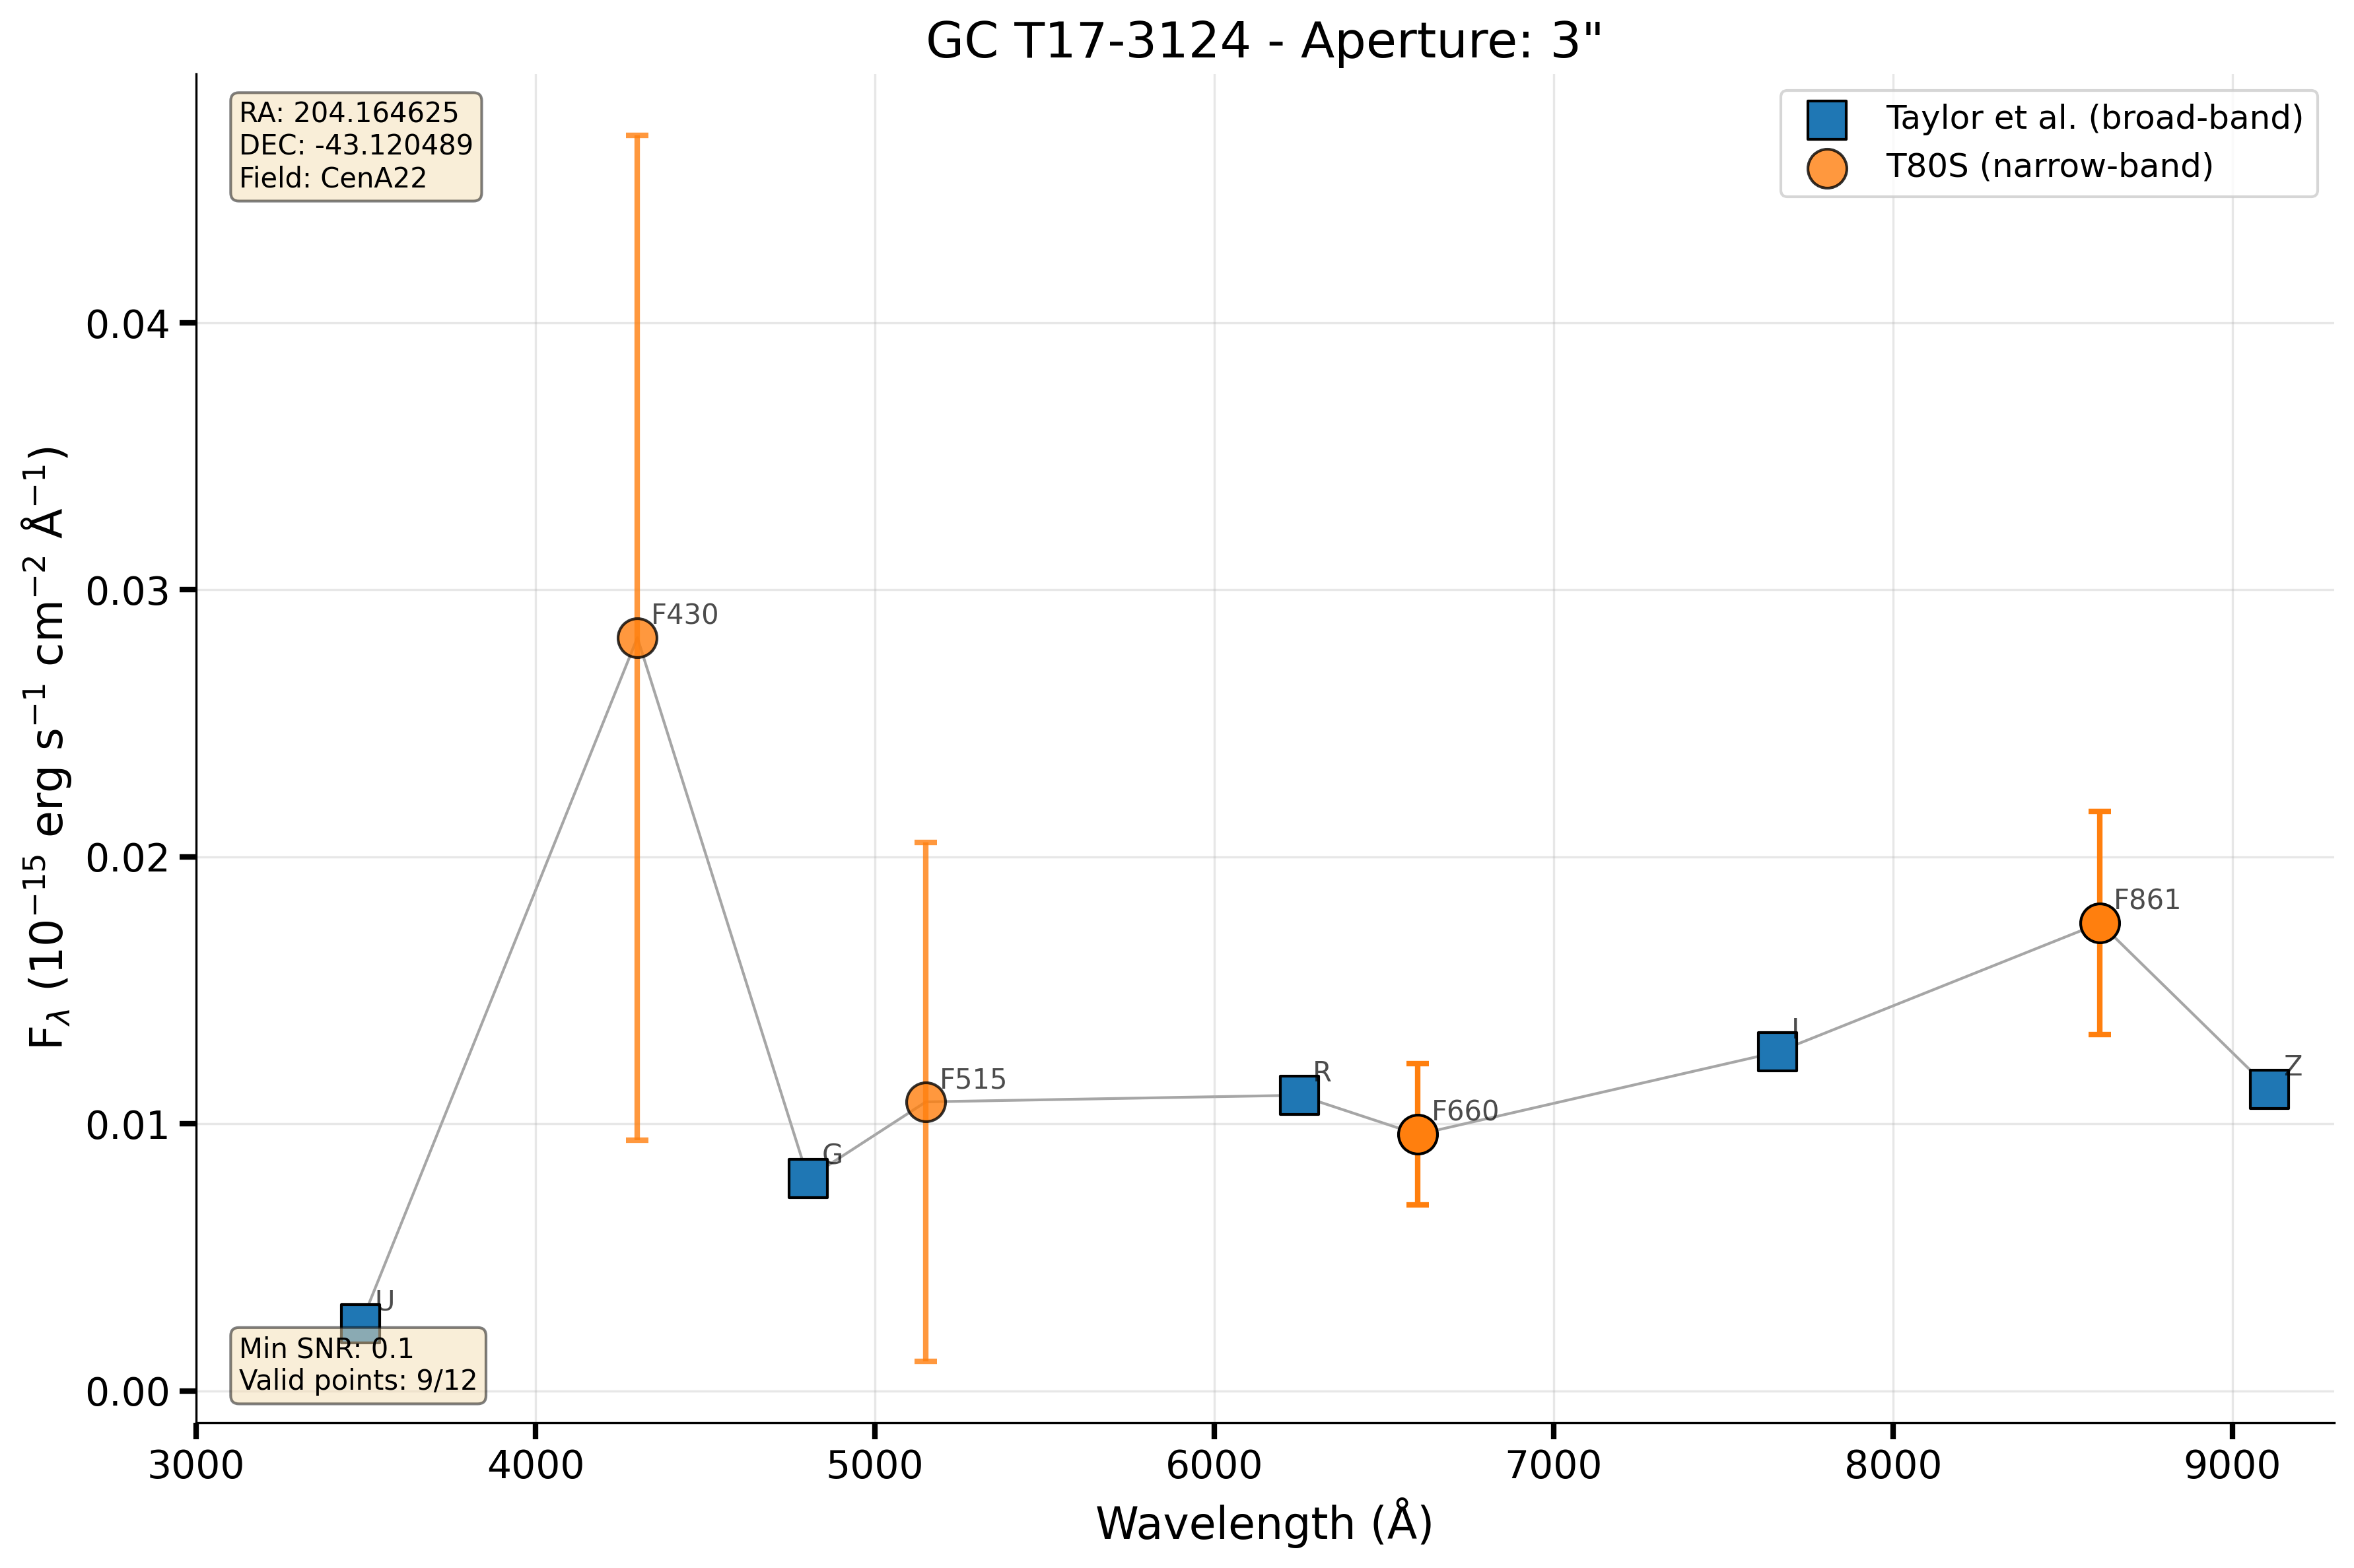 GC T17-3124 - Aperture: 3"
RA: 204.164625
DEC: -43.120489
Field: CenA22
Taylor et al. (broad-band)
T80S (narrow-band)
F430
F515
F660
F861
U
G
R
I
Z
Min SNR: 0.1
Valid points: 9/12
0.04
0.03
0.02
0.01
0.00
F_λ (10⁻¹⁵ erg s⁻¹ cm⁻² Å⁻¹)
3000 4000 5000 6000 7000 8000 9000
Wavelength (Å)